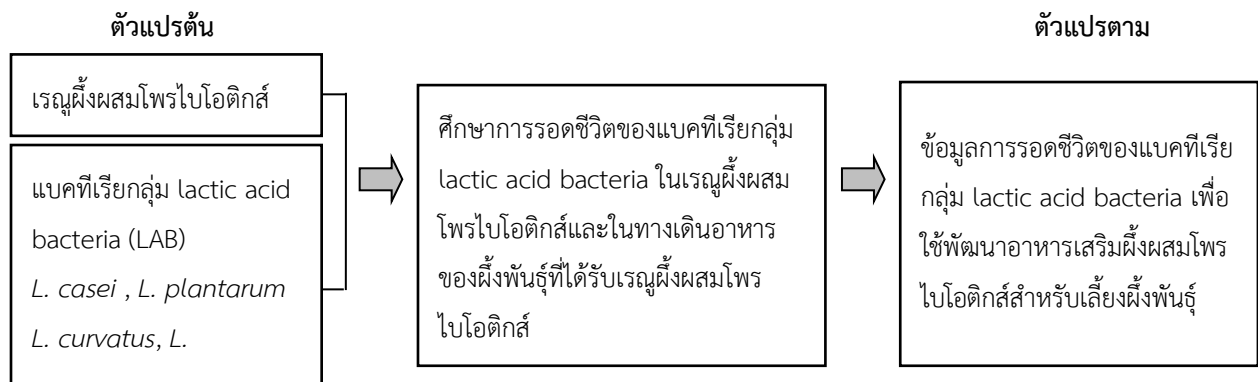 ตัวแปรต้น
ตัวแปรตาม
เรณูผึ้งผสมโพรไบโอติกส์
แบคทีเรียกลุ่ม lactic acid
bacteria (LAB)
L. casei , L. plantarum
L. curvatus, L.
ศึกษาการรอดชีวิตของแบคทีเรียกลุ่ม
lactic acid bacteria ในเรณูผึ้งผสม
โพรไบโอติกส์และในทางเดินอาหาร
ของผึ้งพันธุ์ที่ได้รับเรณูผึ้งผสมโพร
ไบโอติกส์
ข้อมูลการรอดชีวิตของแบคทีเรีย
กลุ่ม lactic acid bacteria เพื่อ
ใช้พัฒนาอาหารเสริมผึ้งผสมโพร
ไบโอติกส์สำหรับเลี้ยงผึ้งพันธุ์